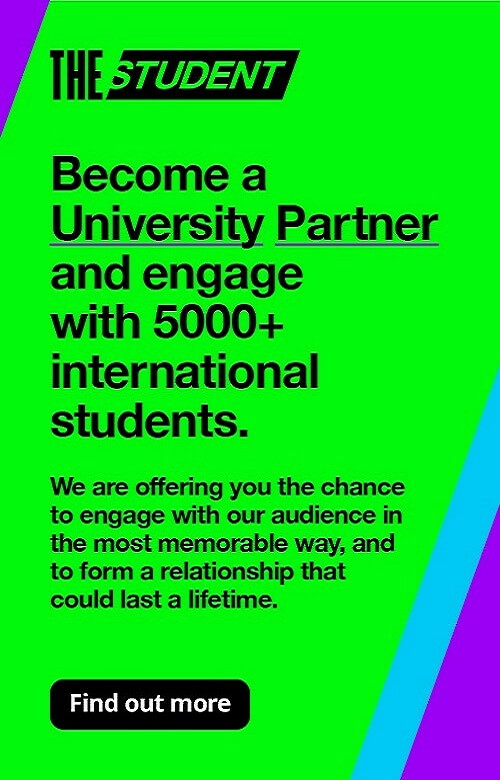 THE STUDENT
Become a
University Partner
and engage
with 5000+
international
students.
We are offering you the chance
to engage with our audience in
the most memorable way, and
to form a relationship that
could last a lifetime.
Find out more